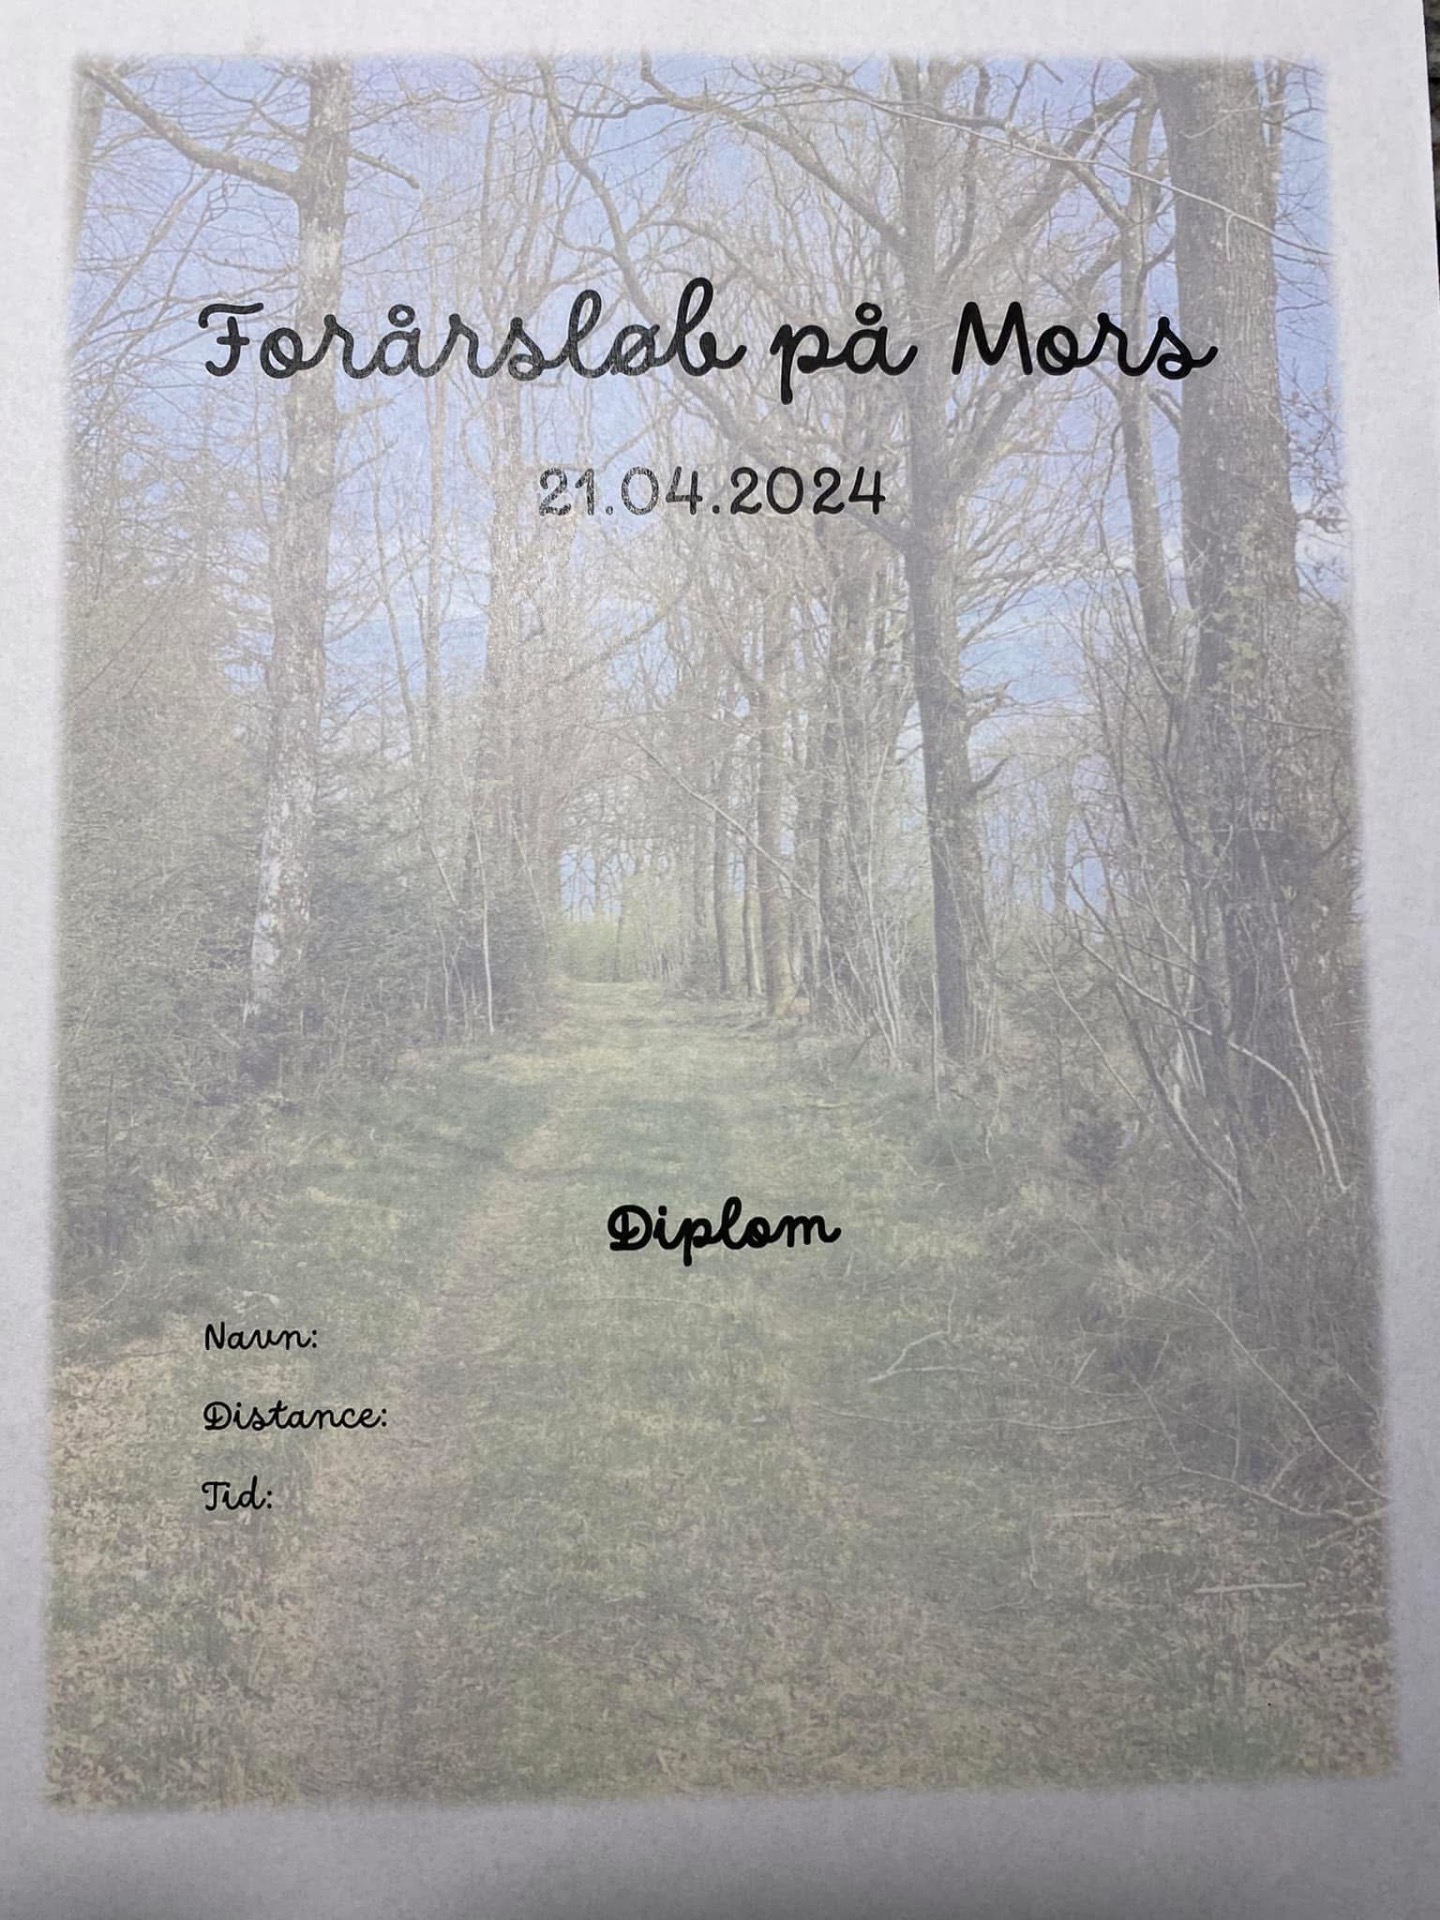 Forårsløb på Mors
21.04.2024
Diplom
Navn:
Distance:
Tid: